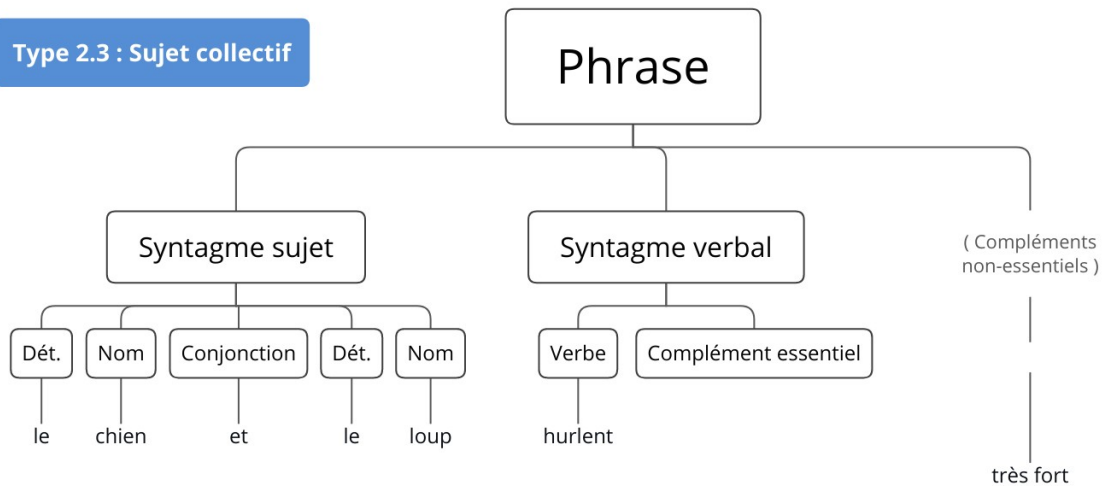 Type 2.3 : Sujet collectif
Phrase
Syntagme sujet
Syntagme verbal
( Compléments
non-essentiels )
Dét.
Nom
Conjonction
Dét.
Nom
Verbe
Complément essentiel
le
chien
et
le
loup
hurlent
très fort